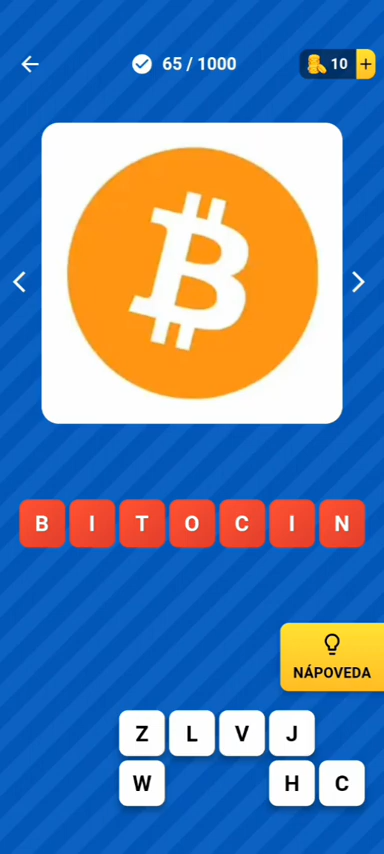 65 / 1000
10 +
B I T O C I N
NÁPOVEDA
Z L V J
W H C